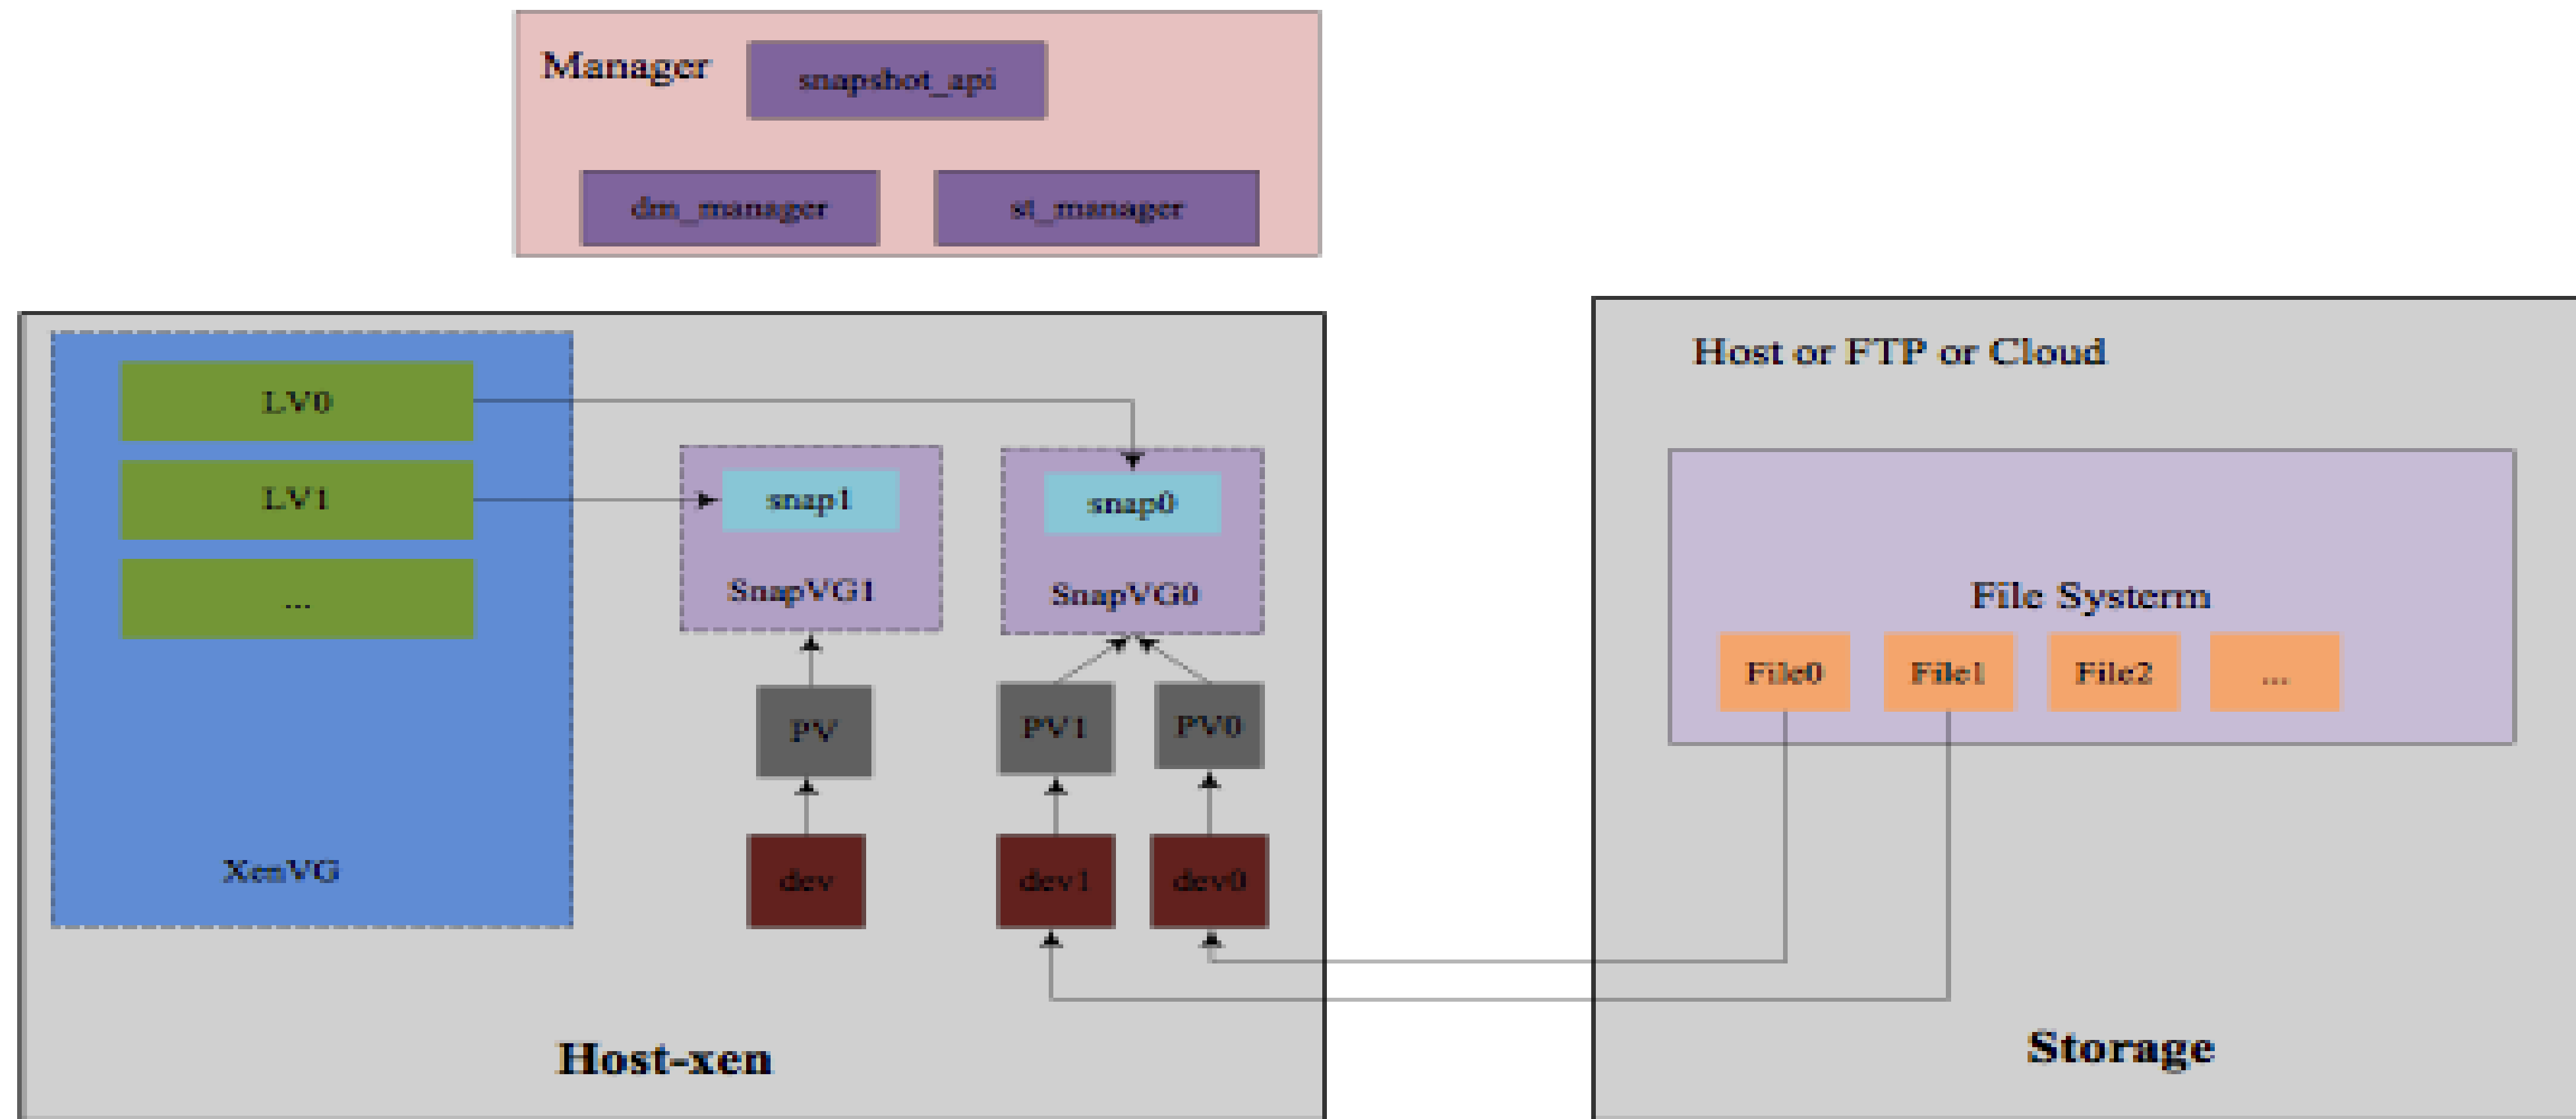 Manager
snapshot_api
dm_manager
st_manager
LV0
LV1
...
XenVG
snap1
SnapVG1
snap0
SnapVG0
PV
PV1
PV0
dev
dev1
dev0
Host-xen
Host or FTP or Cloud
File Systerm
File0
File1
File2
...
Storage